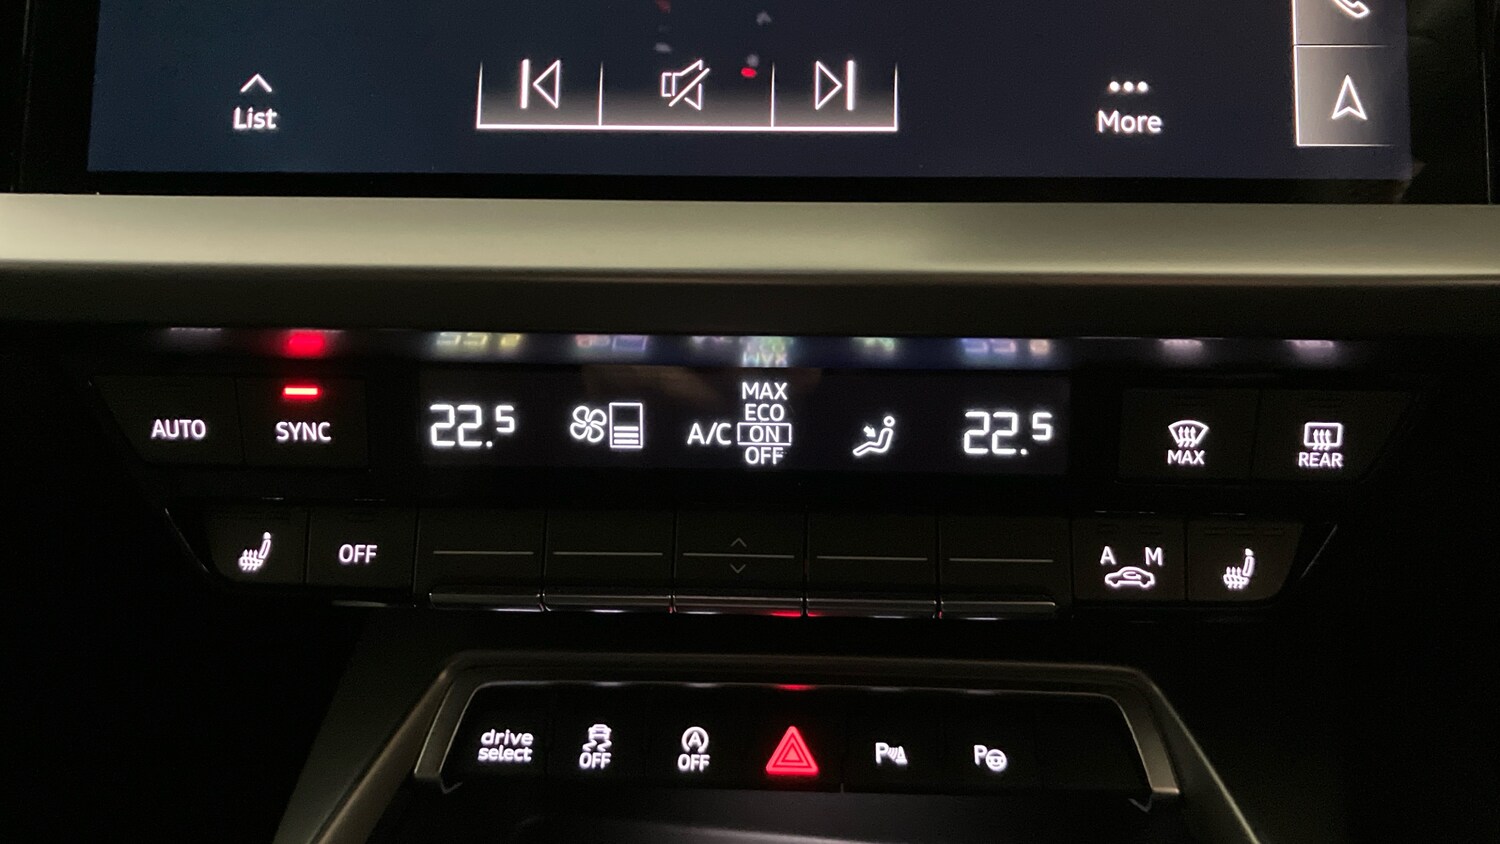 List
More
AUTO
SYNC
22.5
A/C
MAX
ECO
ON
OFF
22.5
MAX
REAR
OFF
A M
drive
select
OFF
A
OFF
P
P